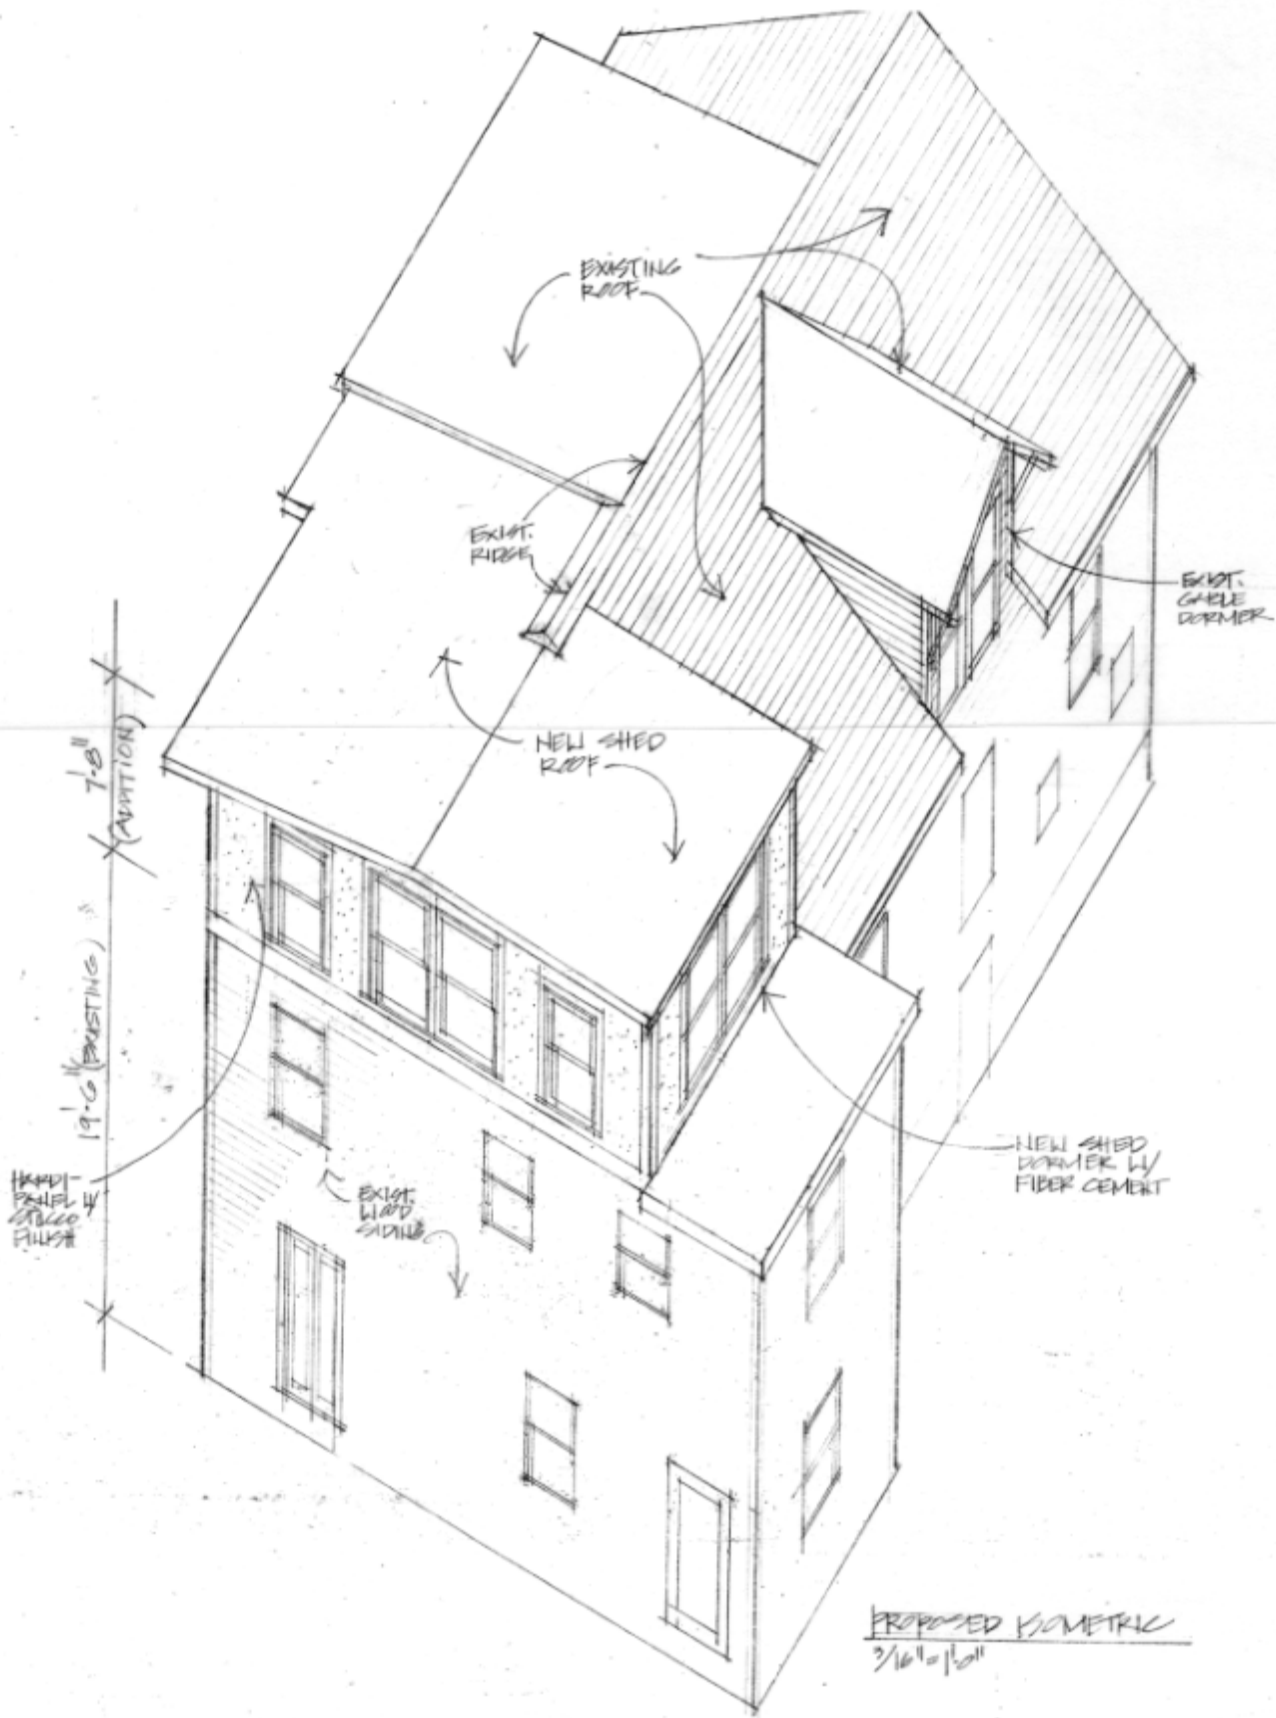 EXISTING
ROOF
EXIST.
RIDGE
EXIST.
GABLE
DORMER
7'-8"
(ADDITION)
NEW SHED
ROOF
19'-6" (EXISTING)
HARDI-
PANEL W/
STUCCO
FINISH
EXIST.
WOOD
SIDING
NEW SHED
DORMER W/
FIBER CEMENT
PROPOSED ISOMETRIC
3/16" = 1'-0"